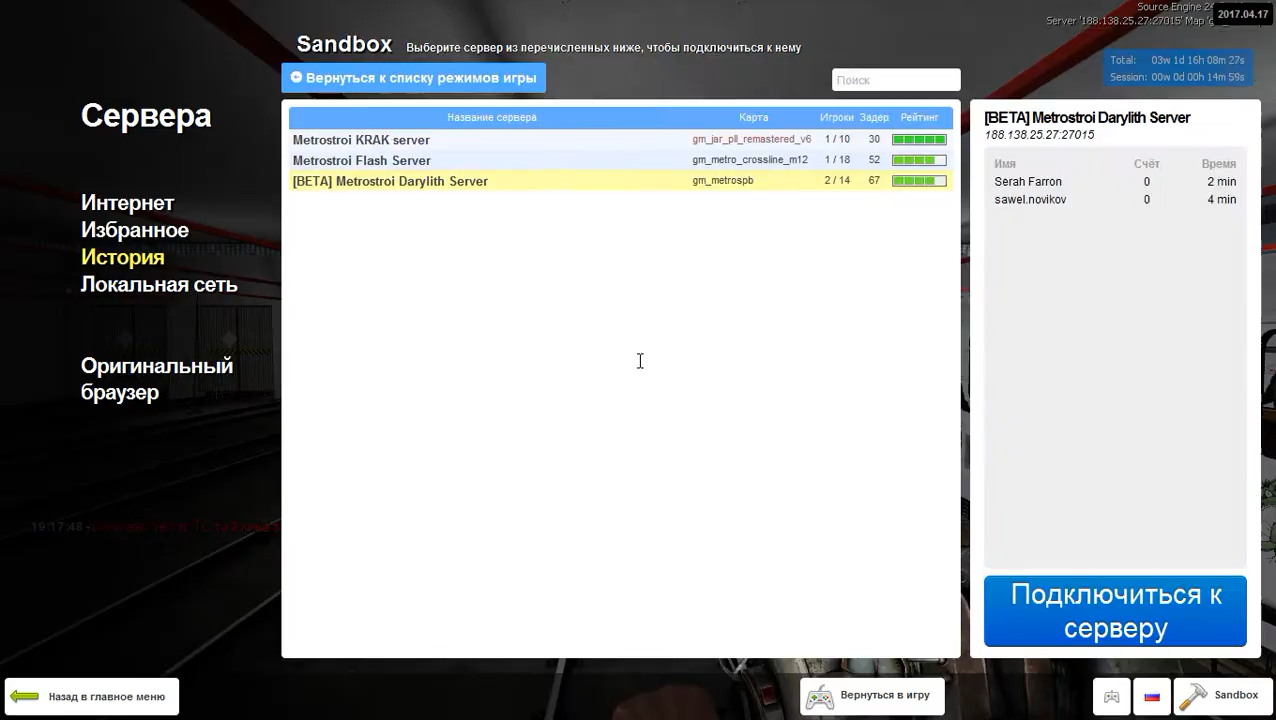 Source Engine 24
2017.04.17
Server '188.138.25.27:27015' Map 'g
Sandbox Выберите сервер из перечисленных ниже, чтобы подключиться к нему
Total: 03w 1d 16h 08m 27s
Session: 00w 0d 00h 14m 59s
Вернуться к списку режимов игры
Поиск
Сервера
Интернет
Избранное
История
Локальная сеть
Оригинальный
браузер
Название сервера Карта Игроки Задер Рейтинг
Metrostroi KRAK server gm_jar_pll_remastered_v6 1 / 10 30
Metrostroi Flash Server gm_metro_crossline_m12 1 / 18 52
[BETA] Metrostroi Darylith Server gm_metrospb 2 / 14 67
[BETA] Metrostroi Darylith Server
188.138.25.27:27015
Имя Счёт Время
Serah Farron 0 2 min
sawel.novikov 0 4 min
19:17:48 -
Подключиться к
серверу
Назад в главное меню
Вернуться в игру
Sandbox